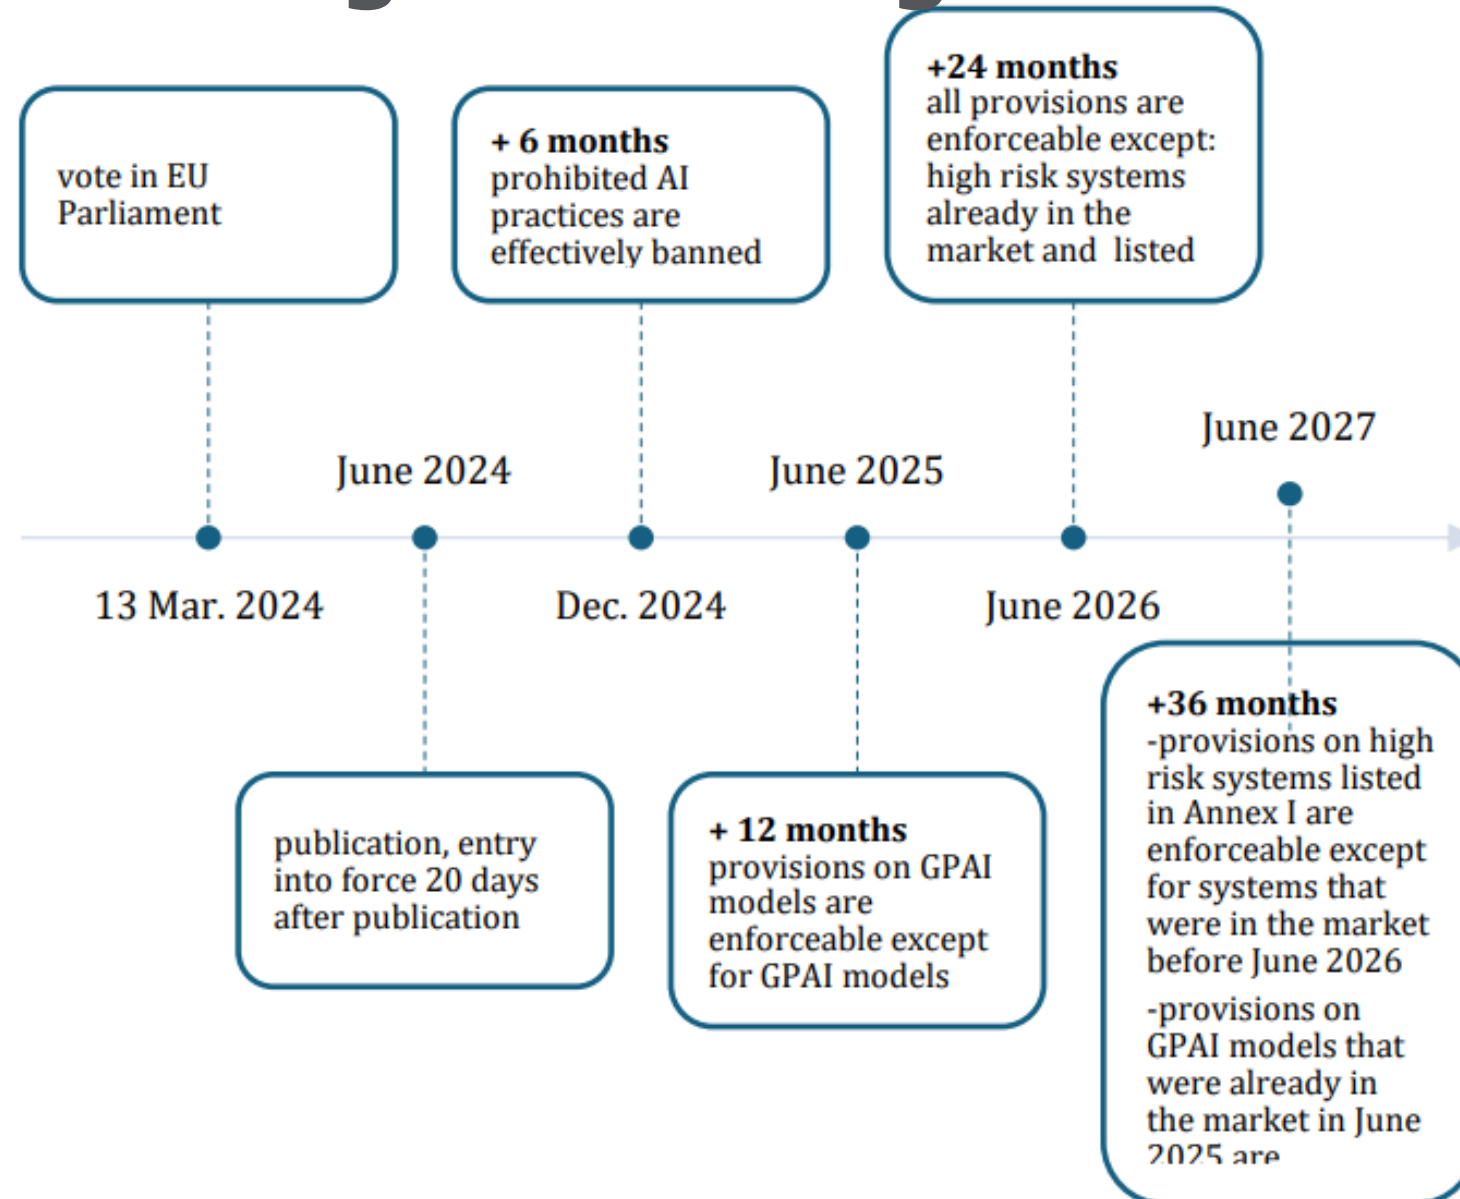 vote in EU
Parliament
+ 6 months
prohibited AI
practices are
effectively banned
+24 months
all provisions are
enforceable except:
high risk systems
already in the
market and  listed
June 2024
June 2025
June 2027
13 Mar. 2024
Dec. 2024
June 2026
publication, entry
into force 20 days
after publication
+ 12 months
provisions on GPAI
models are
enforceable except
for GPAI models
+36 months
-provisions on high
risk systems listed
in Annex I are
enforceable except
for systems that
were in the market
before June 2026
-provisions on
GPAI models that
were already in
the market in June
2025 are